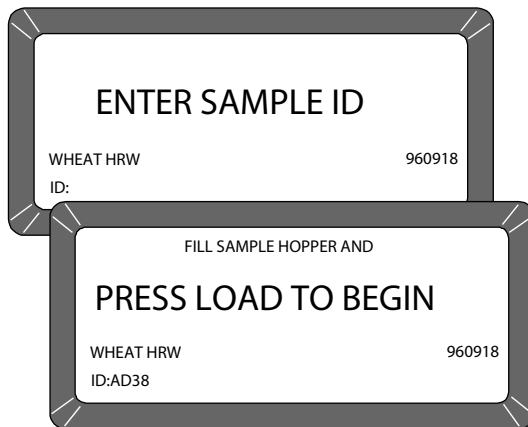 ENTER SAMPLE ID
WHEAT HRW 960918
ID:
FILL SAMPLE HOPPER AND
PRESS LOAD TO BEGIN
WHEAT HRW 960918
ID:AD38